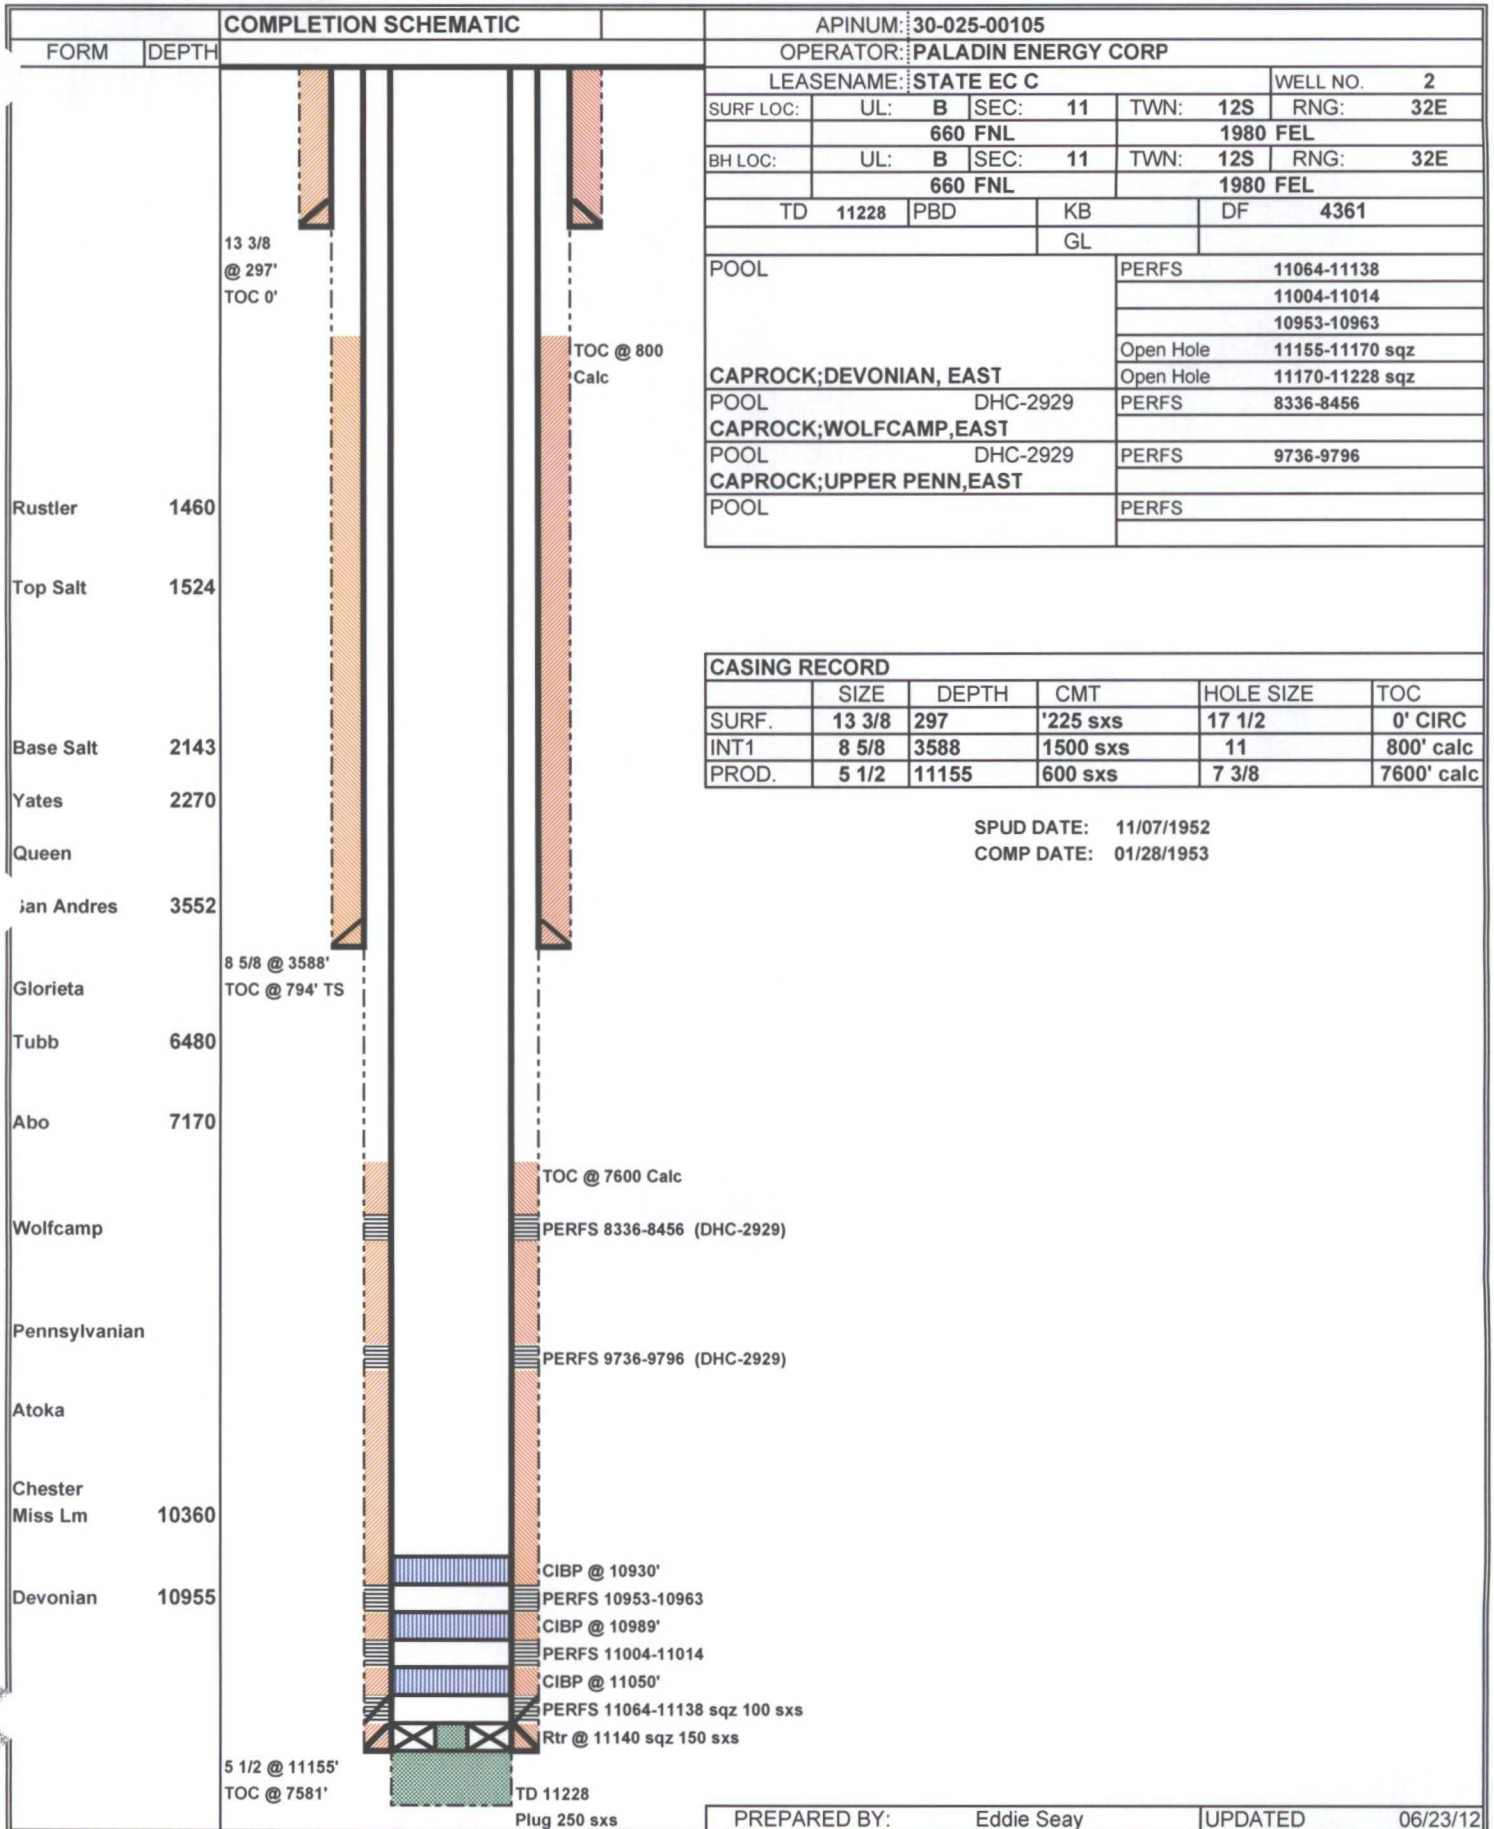 COMPLETION SCHEMATIC
FORM DEPTH
APINUM: 30-025-00105
OPERATOR: PALADIN ENERGY CORP
LEASENAME: STATE EC C WELL NO. 2
SURF LOC: UL: B SEC: 11 TWN: 12S RNG: 32E
660 FNL 1980 FEL
BH LOC: UL: B SEC: 11 TWN: 12S RNG: 32E
660 FNL 1980 FEL
TD 11228 PBD KB DF 4361
GL
POOL PERFS 11064-11138
11004-11014
10953-10963
Open Hole 11155-11170 sqz
CAPROCK;DEVONIAN, EAST Open Hole 11170-11228 sqz
POOL DHC-2929 PERFS 8336-8456
CAPROCK;WOLFCAMP,EAST
POOL DHC-2929 PERFS 9736-9796
CAPROCK;UPPER PENN,EAST
POOL PERFS
CASING RECORD
SIZE DEPTH CMT HOLE SIZE TOC
SURF. 13 3/8 297 '225 sxs 17 1/2 0' CIRC
INT1 8 5/8 3588 1500 sxs 11 800' calc
PROD. 5 1/2 11155 600 sxs 7 3/8 7600' calc
SPUD DATE: 11/07/1952
COMP DATE: 01/28/1953
13 3/8
@ 297'
TOC 0'
TOC @ 800
Calc
Rustler 1460
Top Salt 1524
Base Salt 2143
Yates 2270
Queen
San Andres 3552
8 5/8 @ 3588'
Glorieta
TOC @ 794' TS
Tubb 6480
Abo 7170
TOC @ 7600 Calc
Wolfcamp
PERFS 8336-8456 (DHC-2929)
Pennsylvanian
PERFS 9736-9796 (DHC-2929)
Atoka
Chester
Miss Lm 10360
CIBP @ 10930'
Devonian 10955
PERFS 10953-10963
CIBP @ 10989'
PERFS 11004-11014
CIBP @ 11050'
PERFS 11064-11138 sqz 100 sxs
Rtr @ 11140 sqz 150 sxs
5 1/2 @ 11155'
TOC @ 7581'
TD 11228
Plug 250 sxs
PREPARED BY: Eddie Seay UPDATED 06/23/12